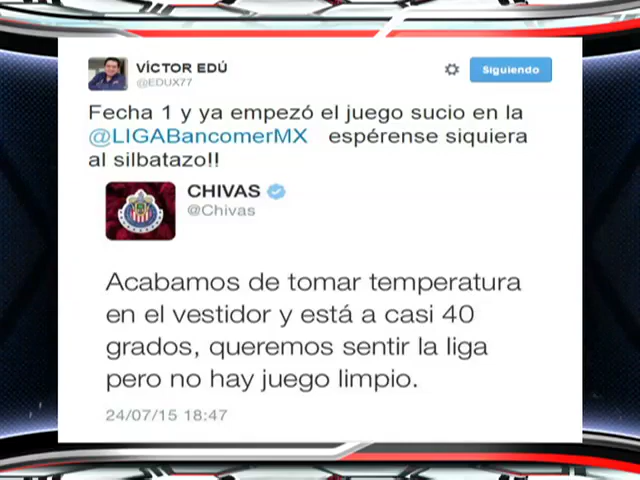 VÍCTOR EDÚ
@EDUX77
Siguiendo
Fecha 1 y ya empezó el juego sucio en la
@LIGABancomerMX espérense siquiera
al silbatazo!!
CHIVAS
@Chivas
Acabamos de tomar temperatura
en el vestidor y está a casi 40
grados, queremos sentir la liga
pero no hay juego limpio.
24/07/15 18:47